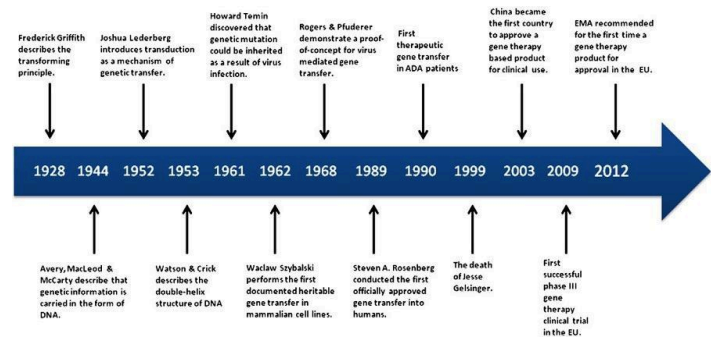 Frederick Griffith
describes the
transforming
principle.
Joshua Lederberg
introduces transduction
as a mechanism of
genetic transfer.
Howard Temin
discovered that
genetic mutation
could be inherited
as a result of virus
infection.
Rogers & Pfuderer
demonstrate a proof-
of-concept for virus
mediated gene
transfer.
First
therapeutic
gene transfer
in ADA patients
China became
the first country
to approve a
gene therapy
based product
for clinical use.
EMA recommended
for the first time a
gene therapy
product for
approval in the EU.
1928 1944 1952 1953 1961 1962 1968 1989 1990 1999 2003 2009 2012
Avery, MacLeod &
McCarty describe that
genetic information is
carried in the form of
DNA.
Watson & Crick
describes the
double-helix
structure of DNA
Waclaw Szybalski
performs the first
documented heritable
gene transfer in
mammalian cell lines.
Steven A. Rosenberg
conducted the first
officially approved
gene transfer into
humans.
The death
of Jesse
Gelsinger.
First
successful
phase III
gene
therapy
clinical trial
in the EU.